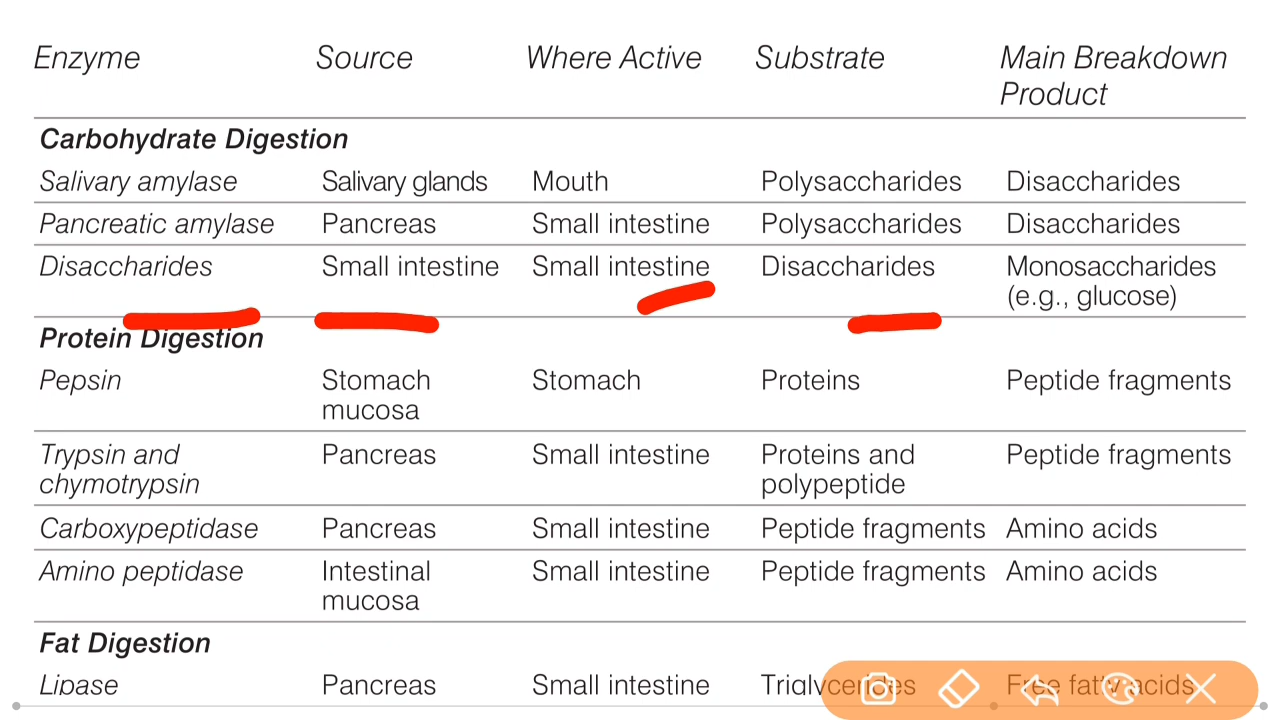 Enzyme Source Where Active Substrate Main Breakdown
Product
Carbohydrate Digestion
Salivary amylase Salivary glands Mouth Polysaccharides Disaccharides
Pancreatic amylase Pancreas Small intestine Polysaccharides Disaccharides
Disaccharides Small intestine Small intestine Disaccharides Monosaccharides
(e.g., glucose)
Protein Digestion
Pepsin Stomach Stomach Proteins Peptide fragments
mucosa
Trypsin and Pancreas Small intestine Proteins and Peptide fragments
chymotrypsin polypeptide
Carboxypeptidase Pancreas Small intestine Peptide fragments Amino acids
Amino peptidase Intestinal Small intestine Peptide fragments Amino acids
mucosa
Fat Digestion
Lipase Pancreas Small intestine Triglycerides Free fatty acids